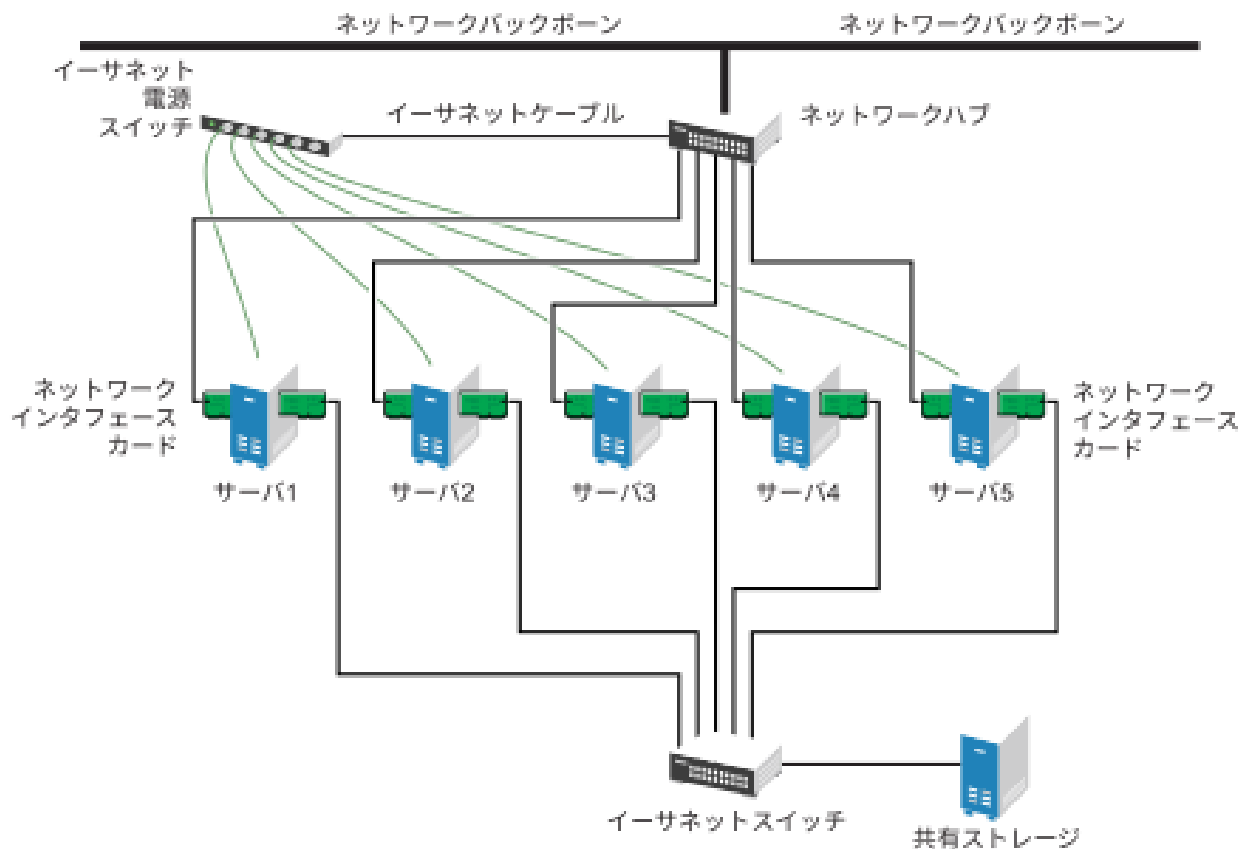 ネットワークバックボーン
ネットワークバックボーン
イーサネット
電源
スイッチ
イーサネットケーブル
ネットワークハブ
ネットワーク
インタフェース
カード
ネットワーク
インタフェース
カード
サーバ1
サーバ2
サーバ3
サーバ4
サーバ5
イーサネットスイッチ
共有ストレージ